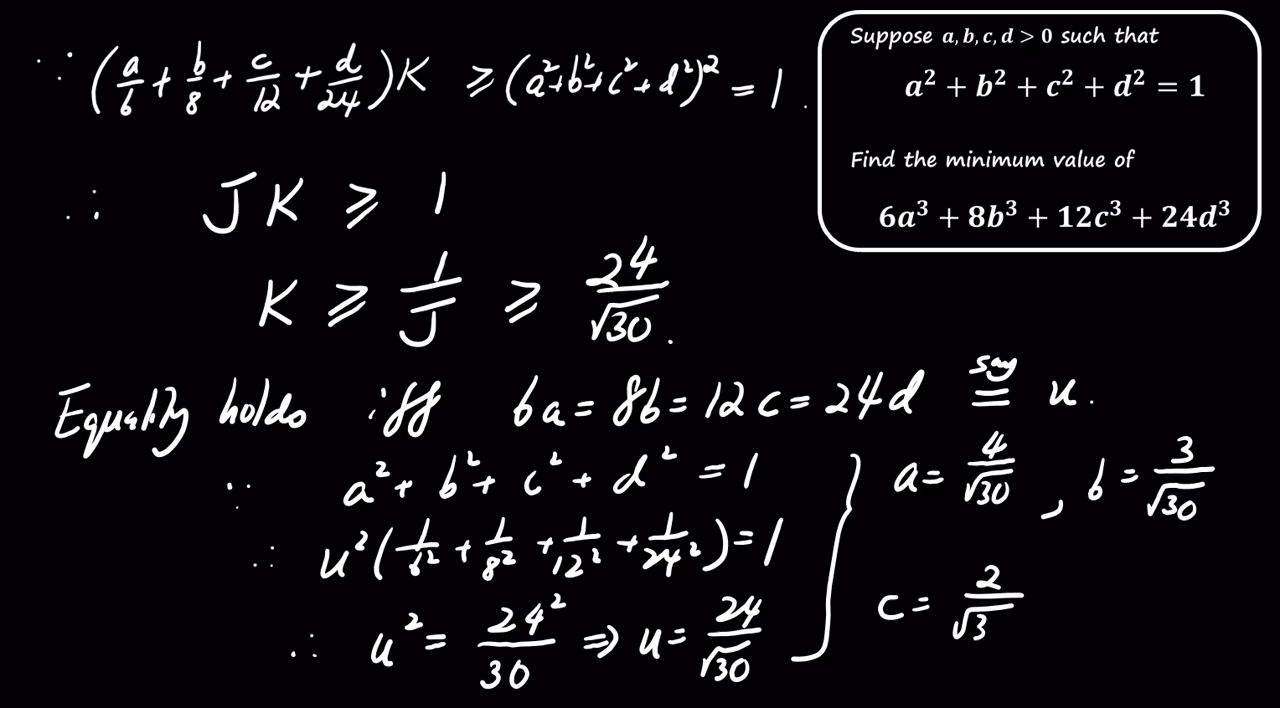 ∵ (a/6 + b/8 + c/12 + d/24)K ≥ (a²+b²+c²+d²)² = 1.
∴ JK ≥ 1
K ≥ 1/J ≥ 24/√30.
Equality holds iff 6a = 8b = 12c = 24d say = u.
∵ a² + b² + c² + d² = 1
∴ u²(1/6² + 1/8² + 1/12² + 1/24²) = 1
∴ u² = 24²/30 ⇒ u = 24/√30
a = 4/√30, b = 3/√30
c = 2/√3
Suppose a, b, c, d > 0 such that
a² + b² + c² + d² = 1
Find the minimum value of
6a³ + 8b³ + 12c³ + 24d³